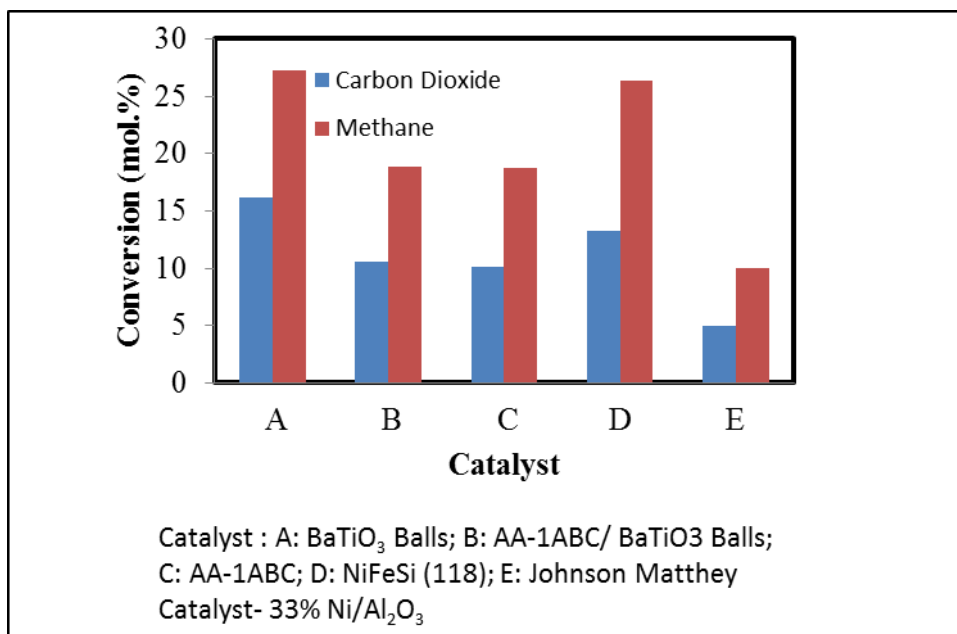 30
25
20
15
10
5
0
Conversion (mol.%)
Carbon Dioxide
Methane
A B C D E
Catalyst
Catalyst : A: BaTiO₃ Balls; B: AA-1ABC/ BaTiO3 Balls;
C: AA-1ABC; D: NiFeSi (118); E: Johnson Matthey
Catalyst- 33% Ni/Al₂O₃